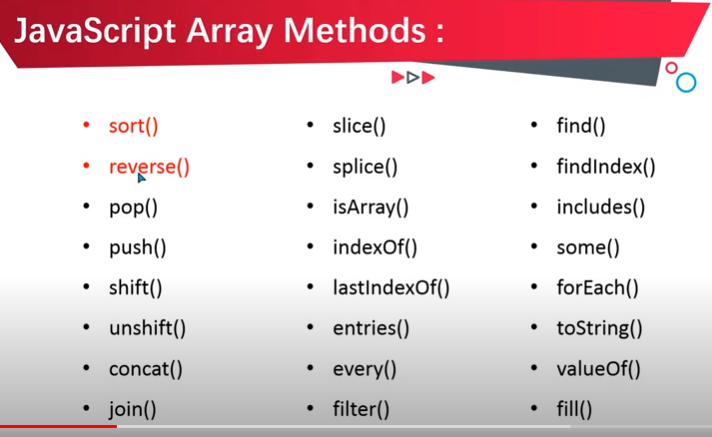 JavaScript Array Methods :
• sort()
• reverse()
• pop()
• push()
• shift()
• unshift()
• concat()
• join()
• slice()
• splice()
• isArray()
• indexOf()
• lastIndexOf()
• entries()
• every()
• filter()
• find()
• findIndex()
• includes()
• some()
• forEach()
• toString()
• valueOf()
• fill()